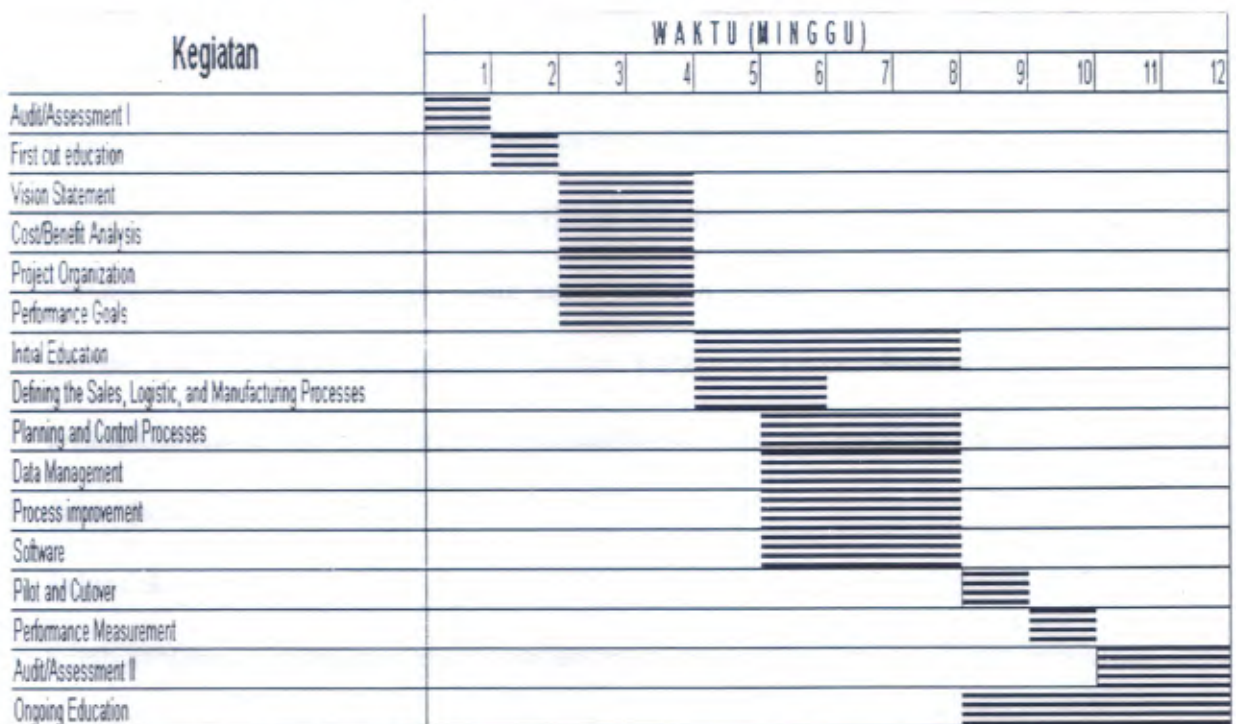 Kegiatan
WAKTU (MINGGU)
1 2 3 4 5 6 7 8 9 10 11 12
Audit/Assessment I
First cut education
Vision Statement
Cost/Benefit Analysis
Project Organization
Performance Goals
Initial Education
Defining the Sales, Logistic, and Manufacturing Processes
Planning and Control Processes
Data Management
Process improvement
Software
Pilot and Cutover
Performance Measurement
Audit/Assessment II
Ongoing Education